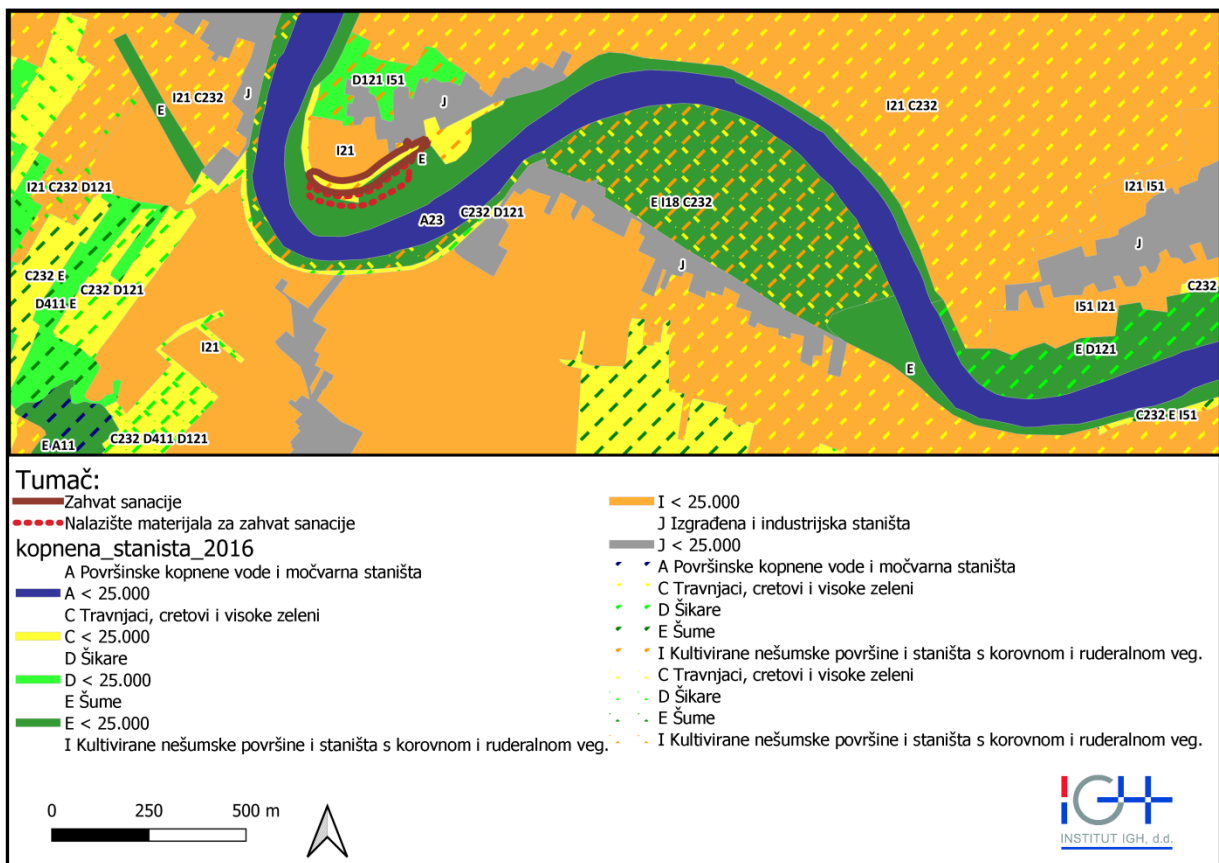 D121 I51
I21 C232
J
E
J
I21 C232
I21
E
I21 C232 D121
I21 I51
E I18 C232
A23
C232 D121
J
J
C232 E
C232 D121
C232
D411 E
I51 I21
I21
E D121
E
C232 E I51
E A11
C232 D411 D121
Tumač:
Zahvat sanacije
Nalazište materijala za zahvat sanacije
kopnena_stanista_2016
A Površinske kopnene vode i močvarna staništa
A < 25.000
C Travnjaci, cretovi i visoke zeleni
C < 25.000
D Šikare
D < 25.000
E Šume
E < 25.000
I Kultivirane nešumske površine i staništa s korovnom i ruderalnom veg.
I < 25.000
J Izgrađena i industrijska staništa
J < 25.000
A Površinske kopnene vode i močvarna staništa
C Travnjaci, cretovi i visoke zeleni
D Šikare
E Šume
I Kultivirane nešumske površine i staništa s korovnom i ruderalnom veg.
C Travnjaci, cretovi i visoke zeleni
D Šikare
E Šume
I Kultivirane nešumske površine i staništa s korovnom i ruderalnom veg.
0 250 500 m
IGH
INSTITUT IGH, d.d.